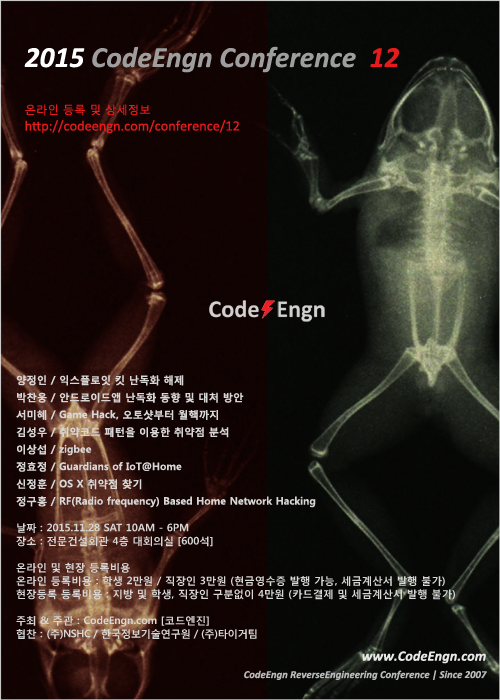 2015 CodeEngn Conference 12
온라인 등록 및 상세정보
http://codeengn.com/conference/12
Code Engn
양정인 / 익스플로잇 킷 난독화 해제
박찬웅 / 안드로이드앱 난독화 동향 및 대처 방안
서미혜 / Game Hack, 오토샷부터 월핵까지
김성우 / 취약코드 패턴을 이용한 취약점 분석
이상섭 / zigbee
정효정 / Guardians of IoT@Home
신정훈 / OS X 취약점 찾기
정구홍 / RF(Radio frequency) Based Home Network Hacking
날짜 : 2015.11.28 SAT 10AM - 6PM
장소 : 전문건설회관 4층 대회의실 [600석]
온라인 및 현장 등록비용
온라인 등록비용 : 학생 2만원 / 직장인 3만원 (현금영수증 발행 가능, 세금계산서 발행 불가)
현장등록 등록비용 : 지방 및 학생, 직장인 구분없이 4만원 (카드결제 및 세금계산서 발행 불가)
주최 & 주관 : CodeEngn.com [코드엔진]
협찬 : (주)NSHC / 한국정보기술연구원 / (주)타이거팀
www.CodeEngn.com
CodeEngn ReverseEngineering Conference | Since 2007